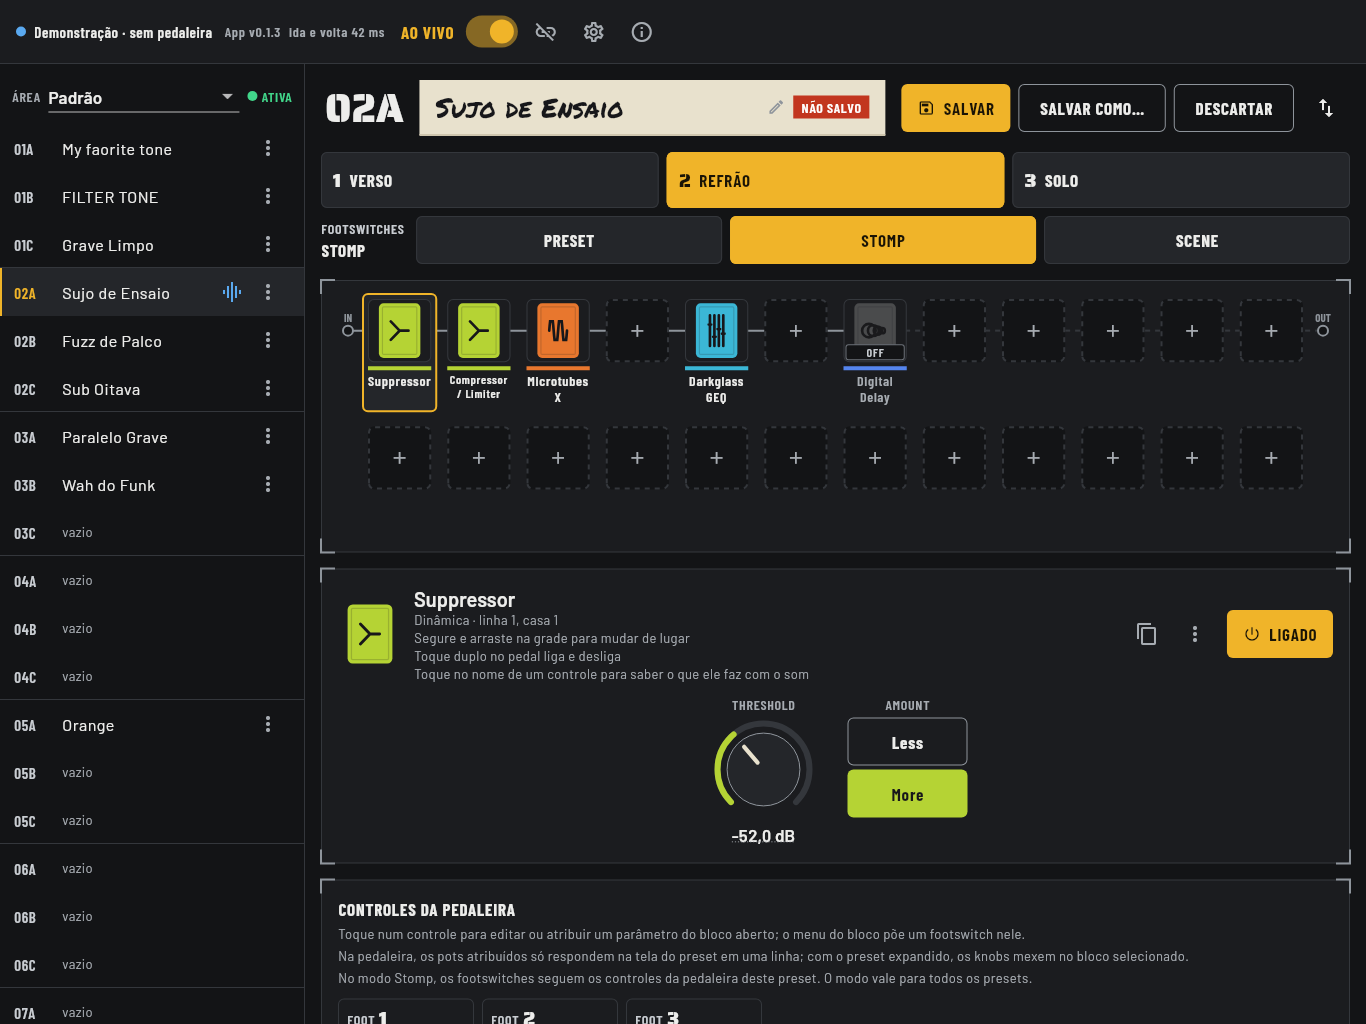 Demonstração · sem pedaleira App v0.1.3 Ida e volta 42 ms AO VIVO
ÁREA Padrão ATIVA
01A My faorite tone
01B FILTER TONE
01C Grave Limpo
02A Sujo de Ensaio
02B Fuzz de Palco
02C Sub Oitava
03A Paralelo Grave
03B Wah do Funk
03C vazio
04A vazio
04B vazio
04C vazio
05A Orange
05B vazio
05C vazio
06A vazio
06B vazio
06C vazio
07A vazio
02A Sujo de Ensaio NÃO SALVO SALVAR SALVAR COMO... DESCARTAR
1 VERSO 2 REFRÃO 3 SOLO
FOOTSWITCHES
STOMP
PRESET STOMP SCENE
IN OUT
OFF
Suppressor
Compressor
/ Limiter
Microtubes
X
Darkglass
GEQ
Digital
Delay
Suppressor
Dinâmica · linha 1, casa 1
Segure e arraste na grade para mudar de lugar
Toque duplo no pedal liga e desliga
Toque no nome de um controle para saber o que ele faz com o som
LIGADO
THRESHOLD AMOUNT
Less
More
-52,0 dB
CONTROLES DA PEDALEIRA
Toque num controle para editar ou atribuir um parâmetro do bloco aberto; o menu do bloco põe um footswitch nele.
Na pedaleira, os pots atribuídos só respondem na tela do preset em uma linha; com o preset expandido, os knobs mexem no bloco selecionado.
No modo Stomp, os footswitches seguem os controles da pedaleira deste preset. O modo vale para todos os presets.
FOOT 1 FOOT 2 FOOT 3